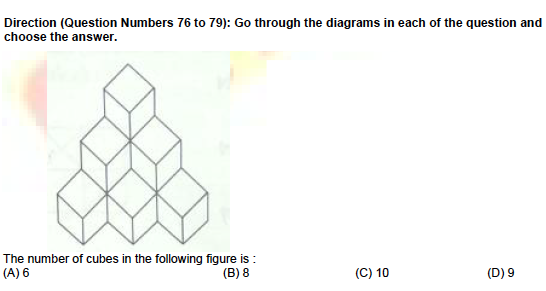 Direction (Question Numbers 76 to 79): Go through the diagrams in each of the question and
choose the answer.
The number of cubes in the following figure is :
(A) 6 (B) 8 (C) 10 (D) 9